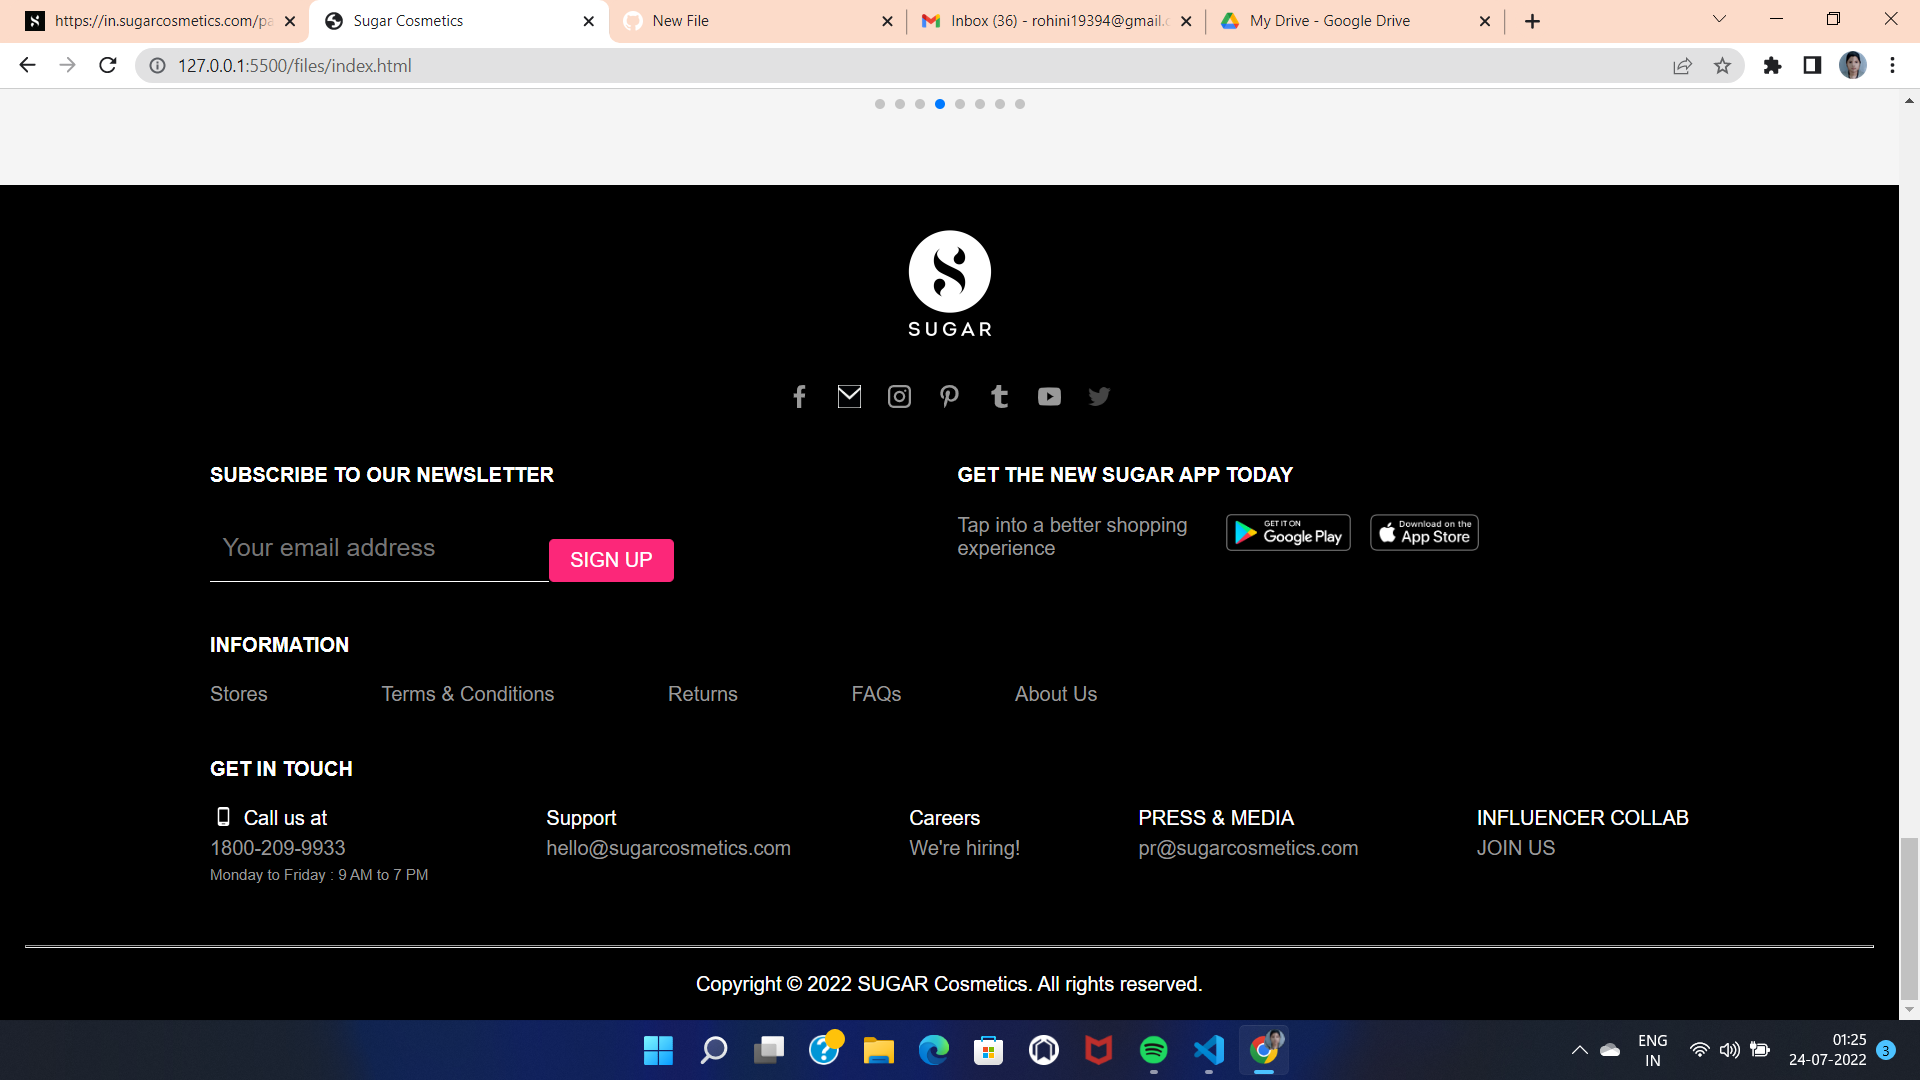 https://in.sugarcosmetics.com/pa
Sugar Cosmetics
New File
Inbox (36) - rohini19394@gmail.c
My Drive - Google Drive
127.0.0.1:5500/files/index.html
SUGAR
SUBSCRIBE TO OUR NEWSLETTER
GET THE NEW SUGAR APP TODAY
Your email address
SIGN UP
Tap into a better shopping
experience
GET IT ON
Google Play
Download on the
App Store
INFORMATION
Stores
Terms & Conditions
Returns
FAQs
About Us
GET IN TOUCH
Call us at
1800-209-9933
Monday to Friday : 9 AM to 7 PM
Support
hello@sugarcosmetics.com
Careers
We're hiring!
PRESS & MEDIA
pr@sugarcosmetics.com
INFLUENCER COLLAB
JOIN US
Copyright © 2022 SUGAR Cosmetics. All rights reserved.
ENG
IN
01:25
24-07-2022
3